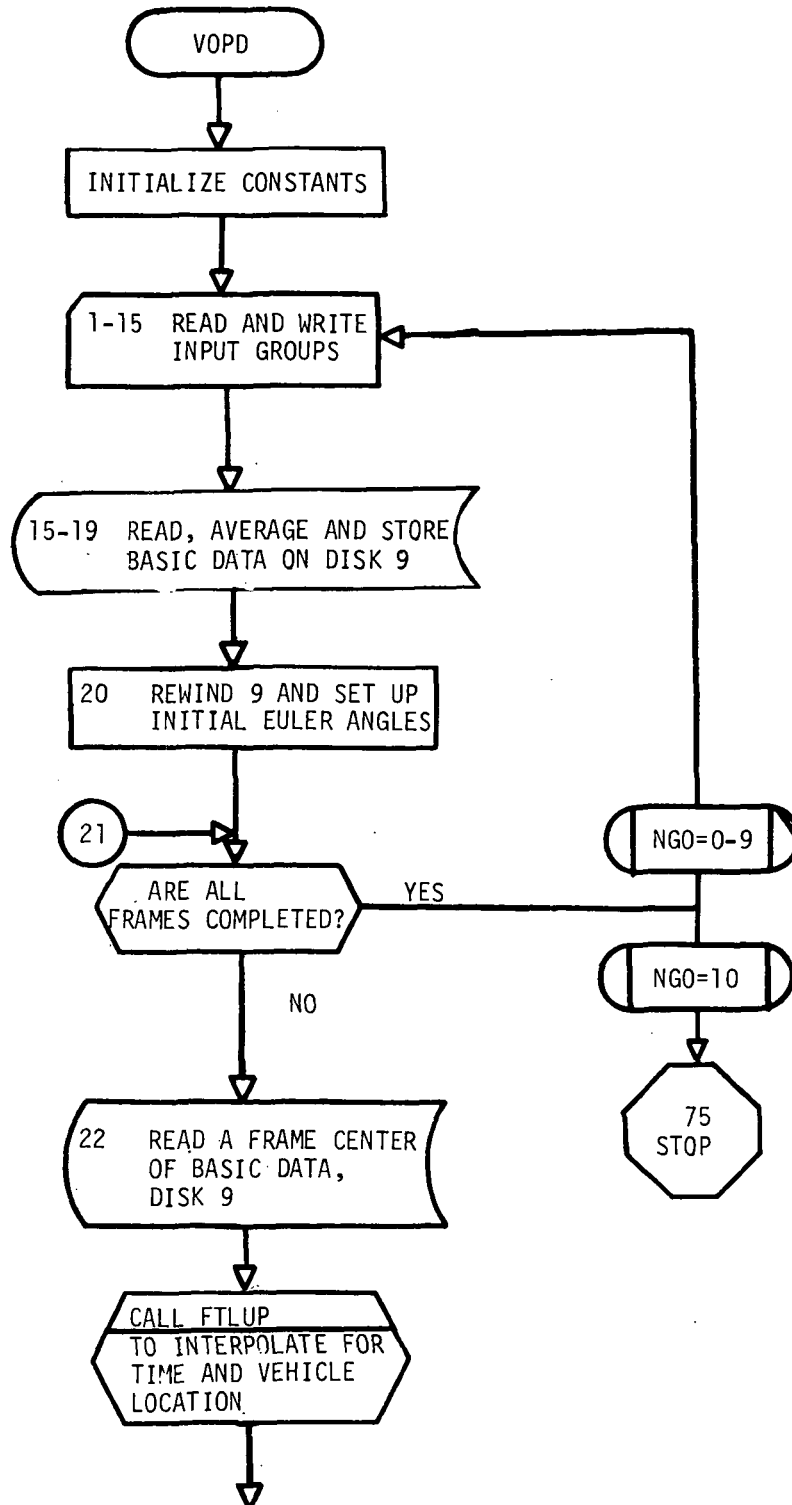 VOPD
INITIALIZE CONSTANTS
1-15 READ AND WRITE
INPUT GROUPS
15-19 READ, AVERAGE AND STORE
BASIC DATA ON DISK 9
20 REWIND 9 AND SET UP
INITIAL EULER ANGLES
21
ARE ALL
FRAMES COMPLETED?
YES
NO
NGO=0-9
NGO=10
75
STOP
22 READ A FRAME CENTER
OF BASIC DATA,
DISK 9
CALL FTLUP
TO INTERPOLATE FOR
TIME AND VEHICLE
LOCATION